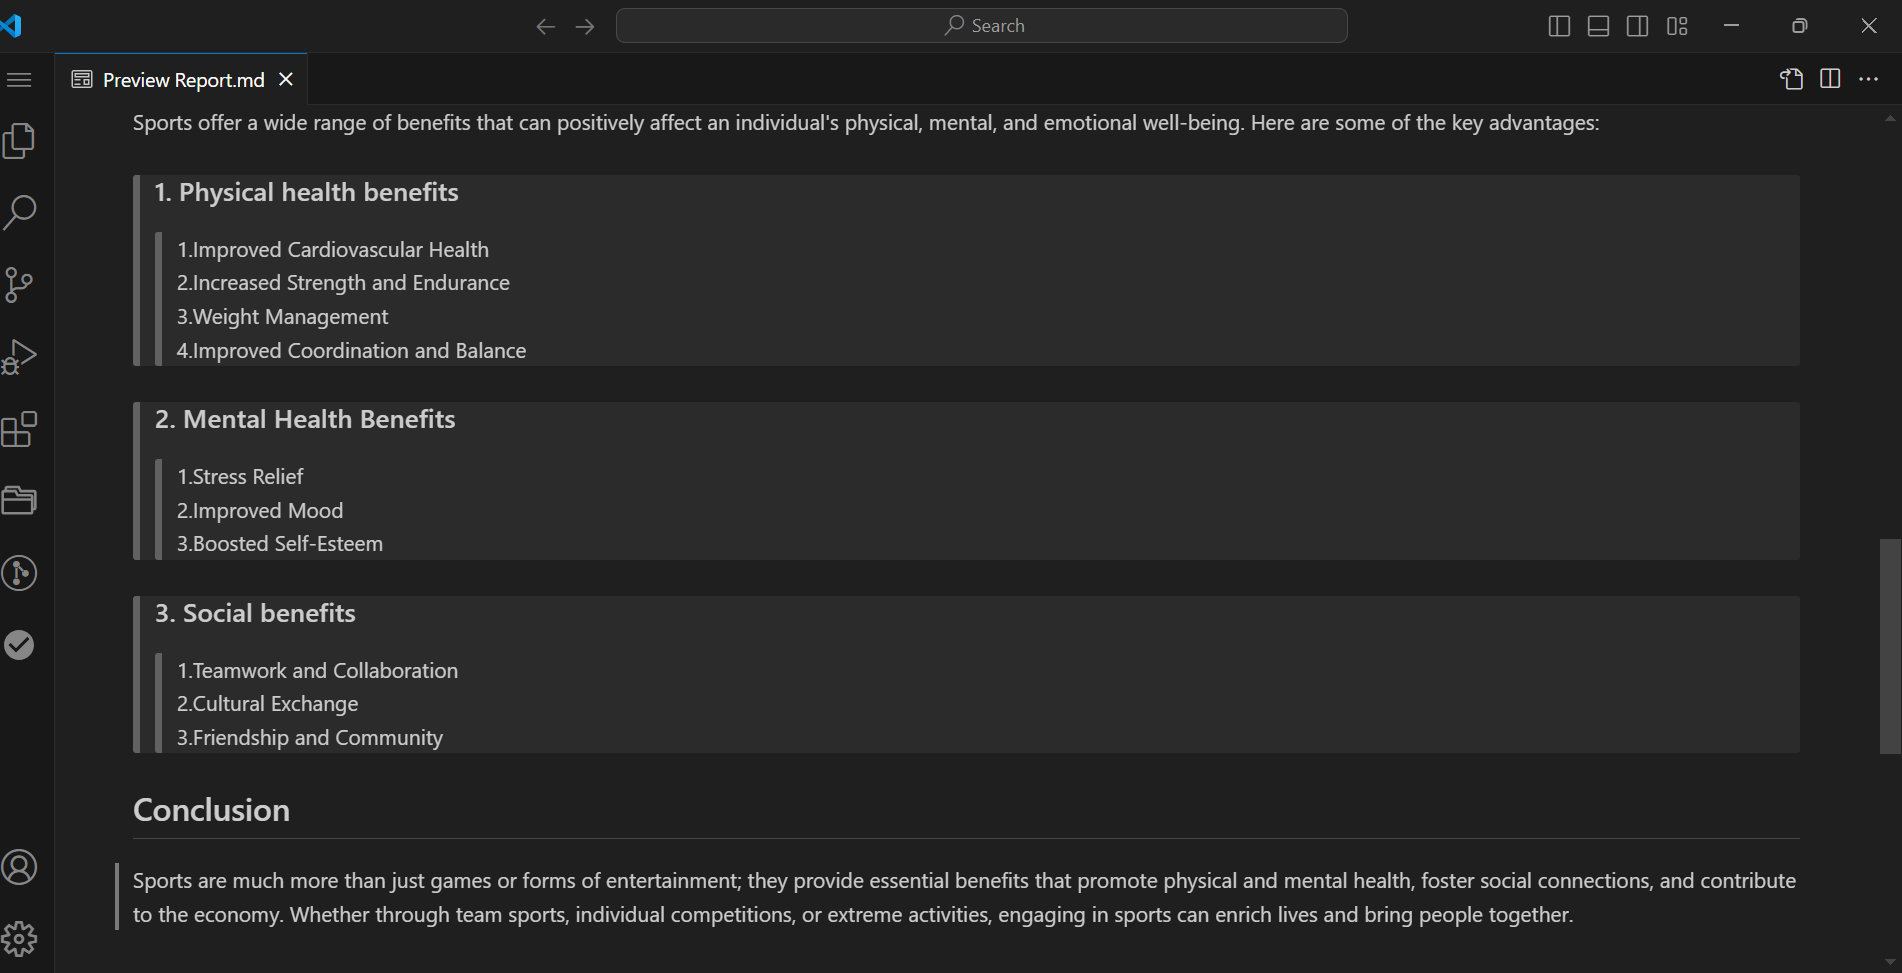 Search
Preview Report.md
Sports offer a wide range of benefits that can positively affect an individual's physical, mental, and emotional well-being. Here are some of the key advantages:
1. Physical health benefits
1.Improved Cardiovascular Health
2.Increased Strength and Endurance
3.Weight Management
4.Improved Coordination and Balance
2. Mental Health Benefits
1.Stress Relief
2.Improved Mood
3.Boosted Self-Esteem
3. Social benefits
1.Teamwork and Collaboration
2.Cultural Exchange
3.Friendship and Community
Conclusion
Sports are much more than just games or forms of entertainment; they provide essential benefits that promote physical and mental health, foster social connections, and contribute
to the economy. Whether through team sports, individual competitions, or extreme activities, engaging in sports can enrich lives and bring people together.